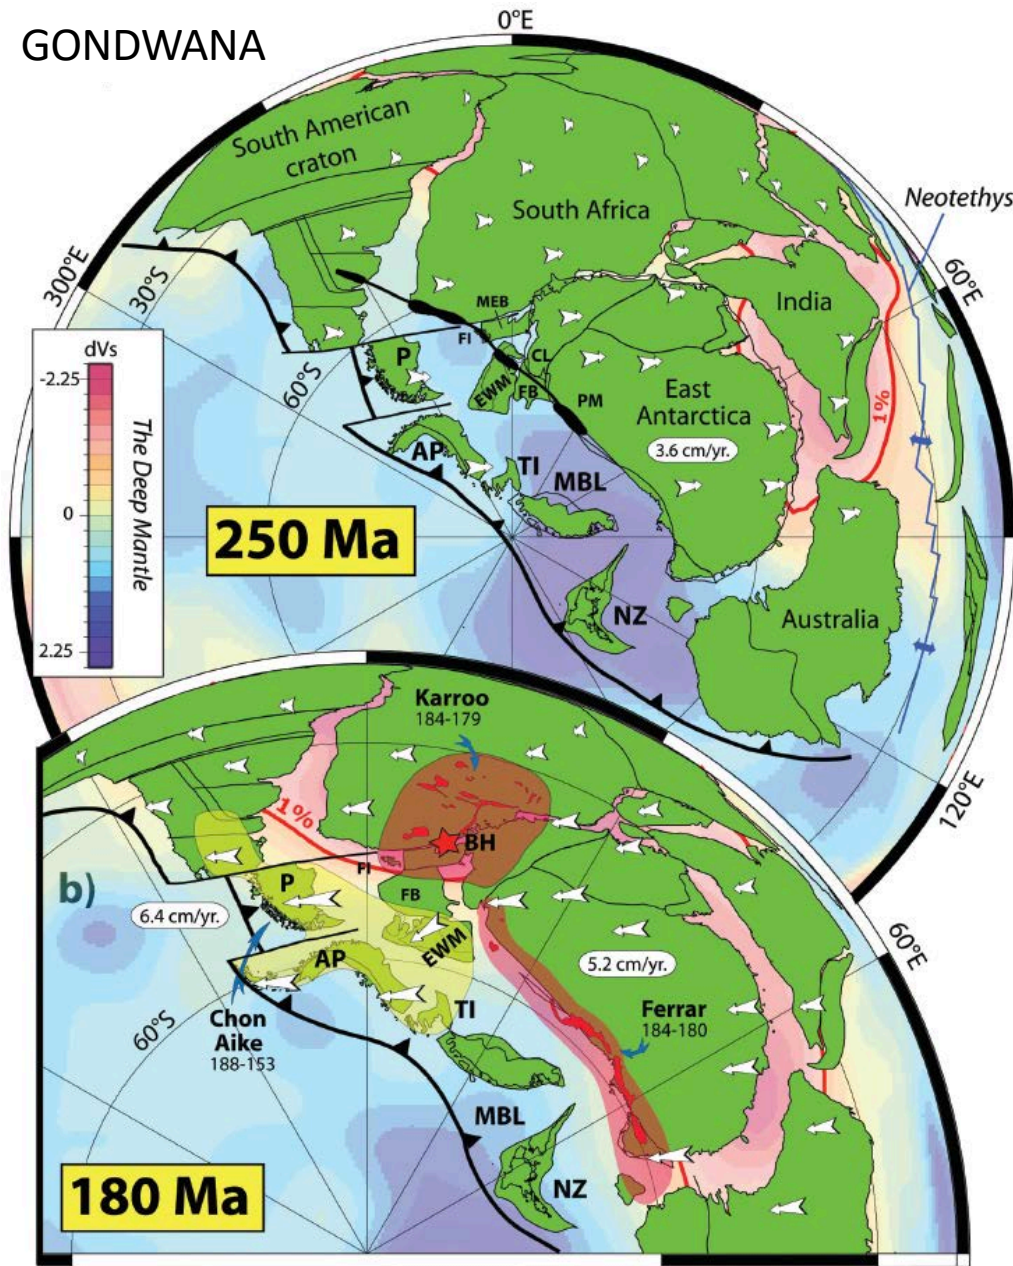 GONDWANA
0°E
South American
craton
South Africa
Neotethys
300°E
30°S
60°E
India
MEB
FI
CL
P
60°S
EWM
FB
PM
East
Antarctica
3.6 cm/yr.
1%
dVs
-2.25
0
2.25
The Deep Mantle
AP
TI
MBL
250 Ma
NZ
Australia
120°E
Karroo
184-179
1%
BH
FI
b)
P
FB
6.4 cm/yr.
L
EWM
AP
5.2 cm/yr.
60°E
TI
Ferrar
184-180
60°S
Chon
Aike
188-153
MBL
180 Ma
NZ